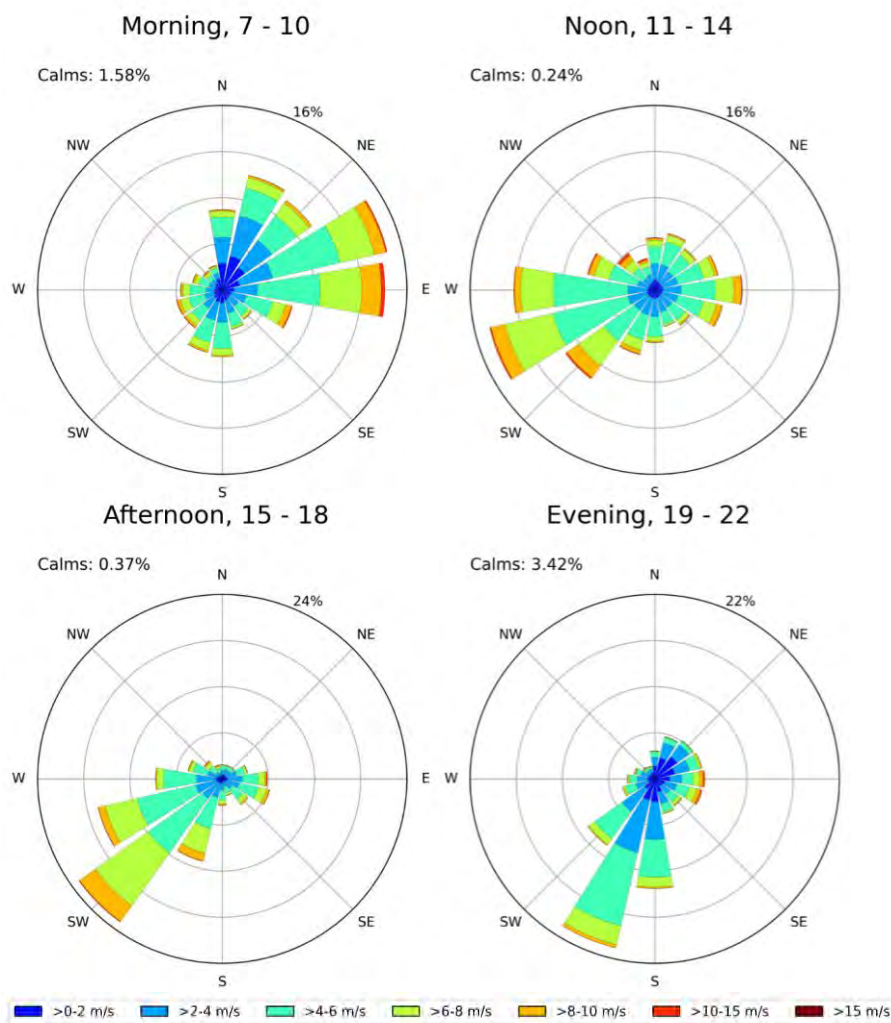 Morning, 7 - 10
Calms: 1.58%
N
16%
NW
NE
W
E
SW
SE
S
Noon, 11 - 14
Calms: 0.24%
N
16%
NW
NE
W
E
SW
SE
S
Afternoon, 15 - 18
Calms: 0.37%
N
24%
NW
NE
W
E
SW
SE
S
Evening, 19 - 22
Calms: 3.42%
N
22%
NW
NE
W
E
SW
SE
S
>0-2 m/s >2-4 m/s >4-6 m/s >6-8 m/s >8-10 m/s >10-15 m/s >15 m/s